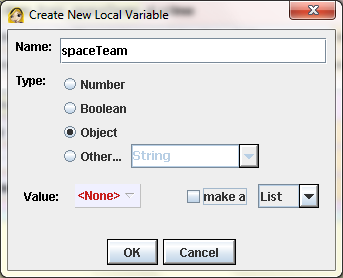 Create New Local Variable
Name: spaceTeam
Type: Number
Boolean
Object
Other... String
Value: <None> make a List
OK Cancel